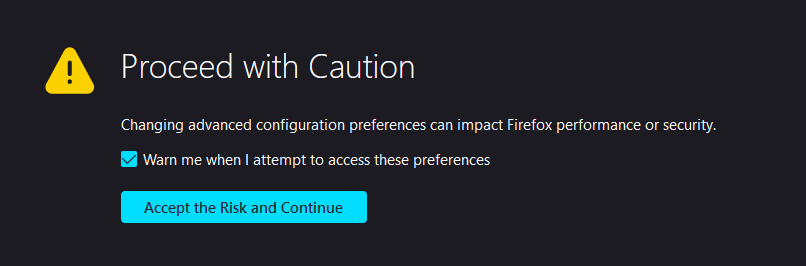 Proceed with Caution
Changing advanced configuration preferences can impact Firefox performance or security.
Warn me when I attempt to access these preferences
Accept the Risk and Continue